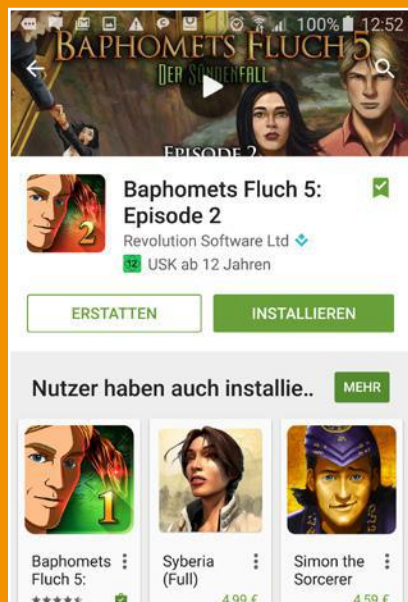 100% 12:52
BAPHOMETS FLUCH 5
DER SÜNDENFALL
EPISODE 2
2
Baphomets Fluch 5:
Episode 2
Revolution Software Ltd
12 USK ab 12 Jahren
ERSTATTEN INSTALLIEREN
Nutzer haben auch installie.. MEHR
1
Baphomets Syberia Simon the
Fluch 5: (Full) Sorcerer
4,99 € 4,59 €